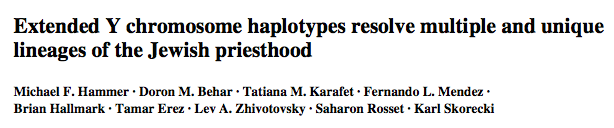 Extended Y chromosome haplotypes resolve multiple and unique
lineages of the Jewish priesthood
Michael F. Hammer · Doron M. Behar · Tatiana M. Karafet · Fernando L. Mendez ·
Brian Hallmark · Tamar Erez · Lev A. Zhivotovsky · Saharon Rosset · Karl Skorecki